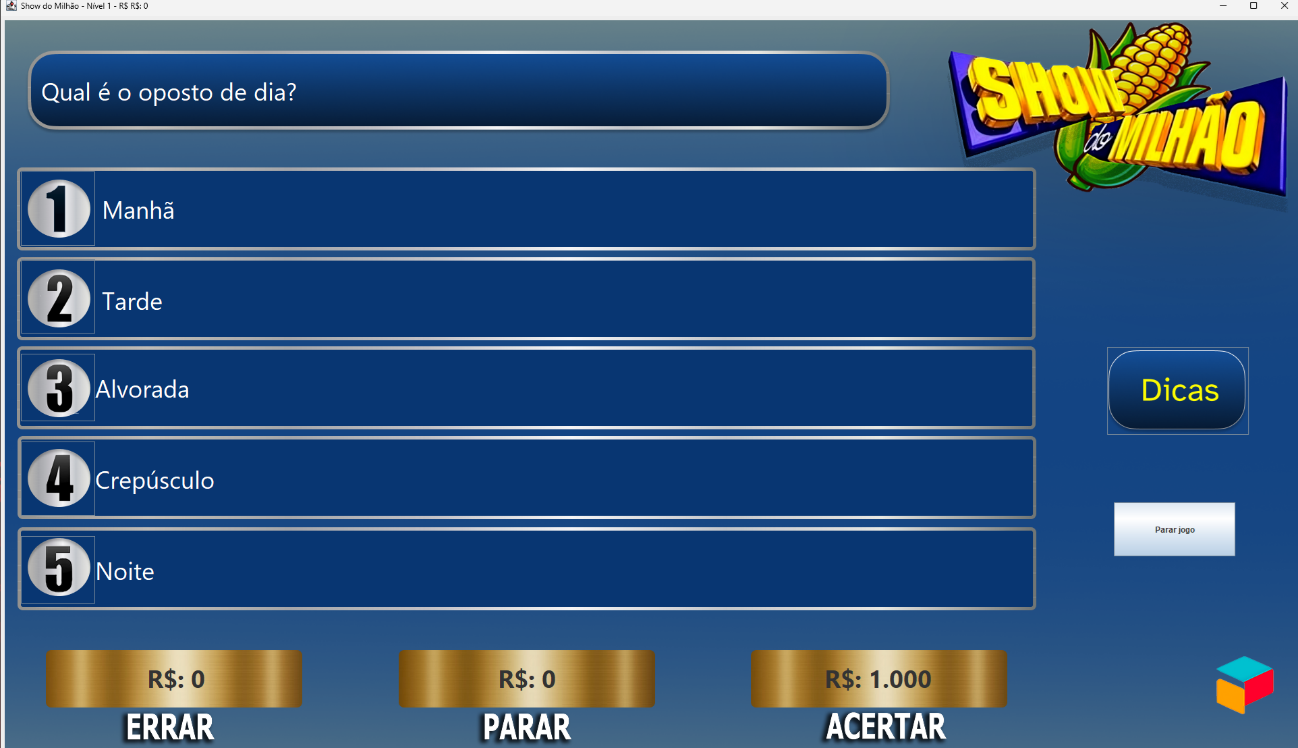 Show do Milhão - Nível 1 - R$ R$: 0
Qual é o oposto de dia?
SHOW
do MILHÃO
1 Manhã
2 Tarde
3 Alvorada
Dicas
4 Crepúsculo
Parar jogo
5 Noite
R$: 0 R$: 0 R$: 1.000
ERRAR PARAR ACERTAR